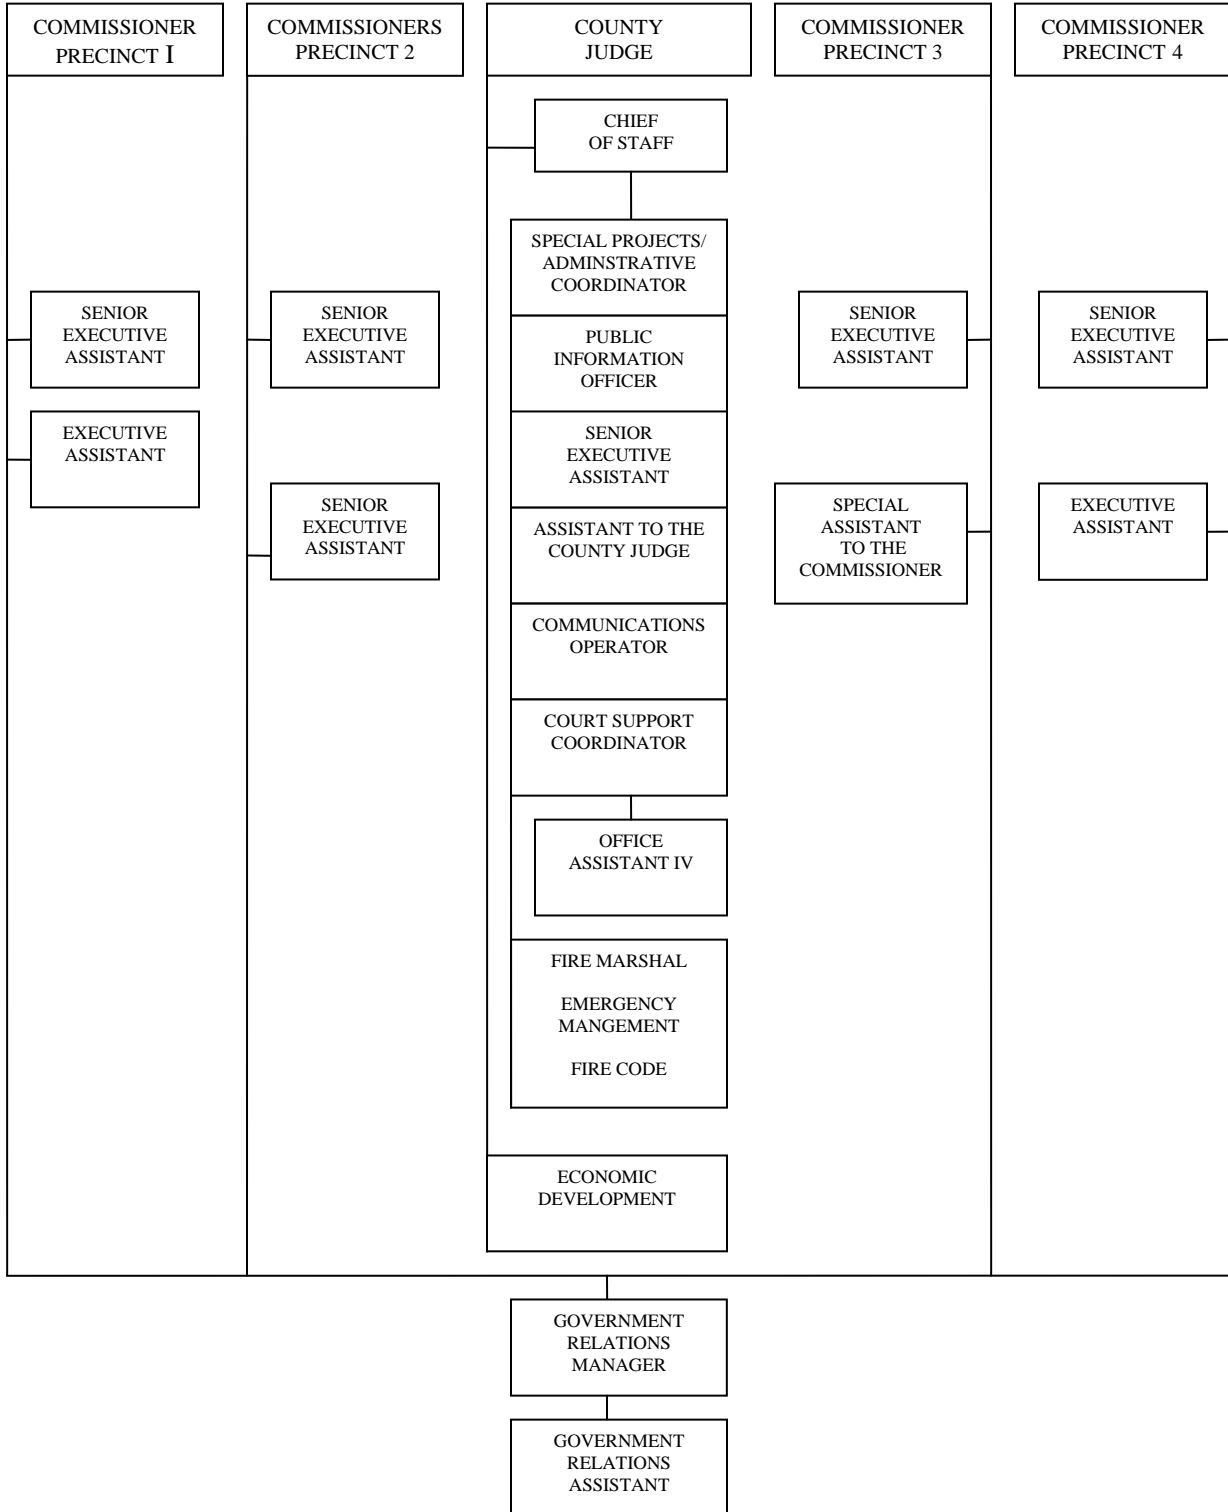 COMMISSIONER
PRECINCT I
COMMISSIONERS
PRECINCT 2
COUNTY
JUDGE
COMMISSIONER
PRECINCT 3
COMMISSIONER
PRECINCT 4
CHIEF
OF STAFF
SPECIAL PROJECTS/
ADMINSTRATIVE
COORDINATOR
SENIOR
EXECUTIVE
ASSISTANT
SENIOR
EXECUTIVE
ASSISTANT
PUBLIC
INFORMATION
OFFICER
SENIOR
EXECUTIVE
ASSISTANT
SENIOR
EXECUTIVE
ASSISTANT
EXECUTIVE
ASSISTANT
SENIOR
EXECUTIVE
ASSISTANT
SENIOR
EXECUTIVE
ASSISTANT
ASSISTANT TO THE
COUNTY JUDGE
SPECIAL
ASSISTANT
TO THE
COMMISSIONER
EXECUTIVE
ASSISTANT
COMMUNICATIONS
OPERATOR
COURT SUPPORT
COORDINATOR
OFFICE
ASSISTANT IV
FIRE MARSHAL
EMERGENCY
MANGEMENT
FIRE CODE
ECONOMIC
DEVELOPMENT
GOVERNMENT
RELATIONS
MANAGER
GOVERNMENT
RELATIONS
ASSISTANT